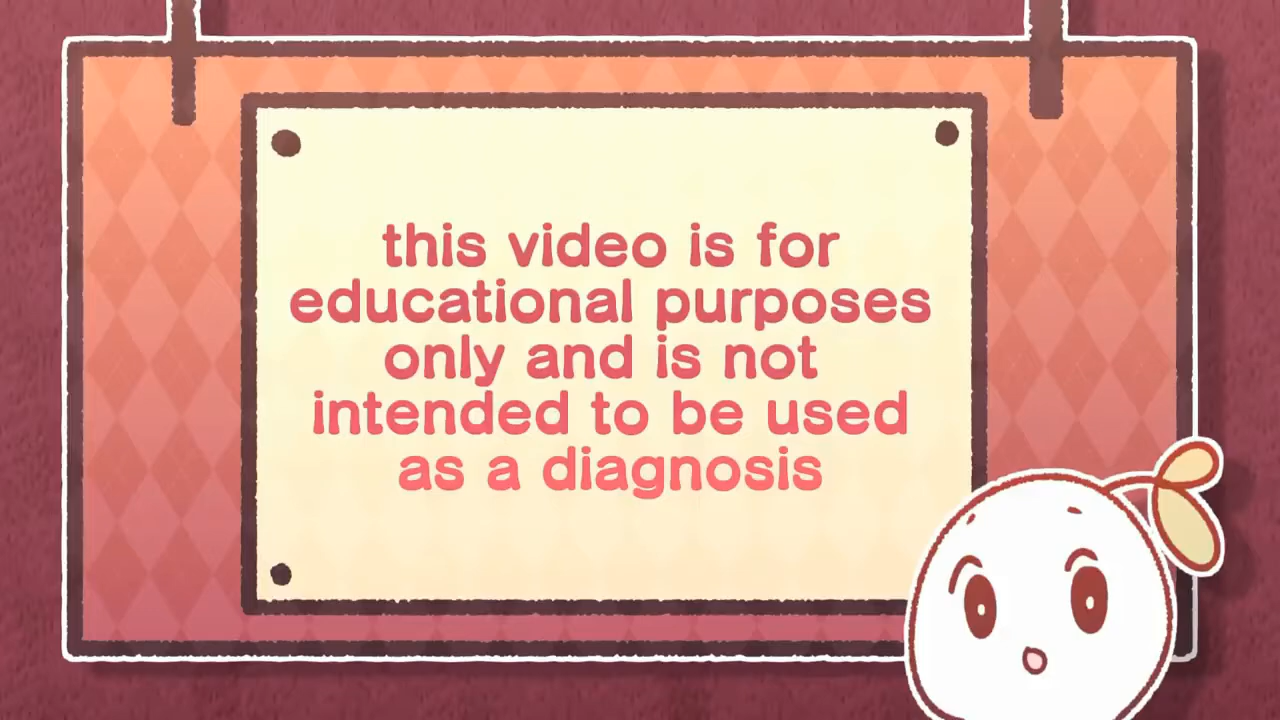 this video is for
educational purposes
only and is not
intended to be used
as a diagnosis